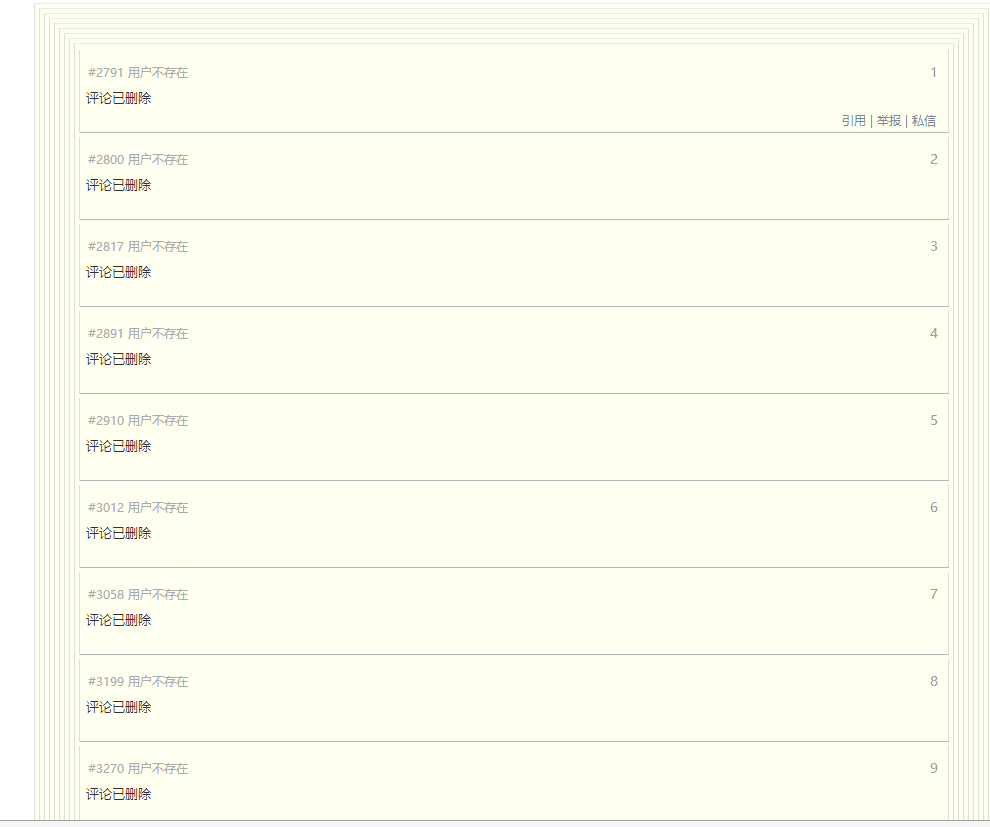 #2791 用户不存在 1
评论已删除
引用 | 举报 | 私信
#2800 用户不存在 2
评论已删除
#2817 用户不存在 3
评论已删除
#2891 用户不存在 4
评论已删除
#2910 用户不存在 5
评论已删除
#3012 用户不存在 6
评论已删除
#3058 用户不存在 7
评论已删除
#3199 用户不存在 8
评论已删除
#3270 用户不存在 9
评论已删除